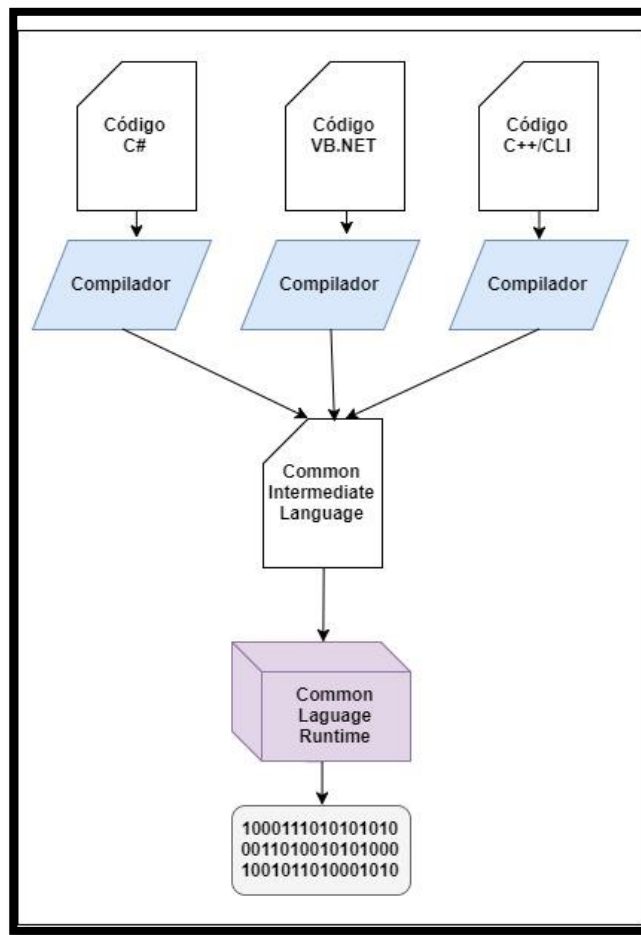 Código
C#
Código
VB.NET
Código
C++/CLI
Compilador
Compilador
Compilador
Common
Intermediate
Language
Common
Laguage
Runtime
1000111010101010
0011010010101000
1001011010001010